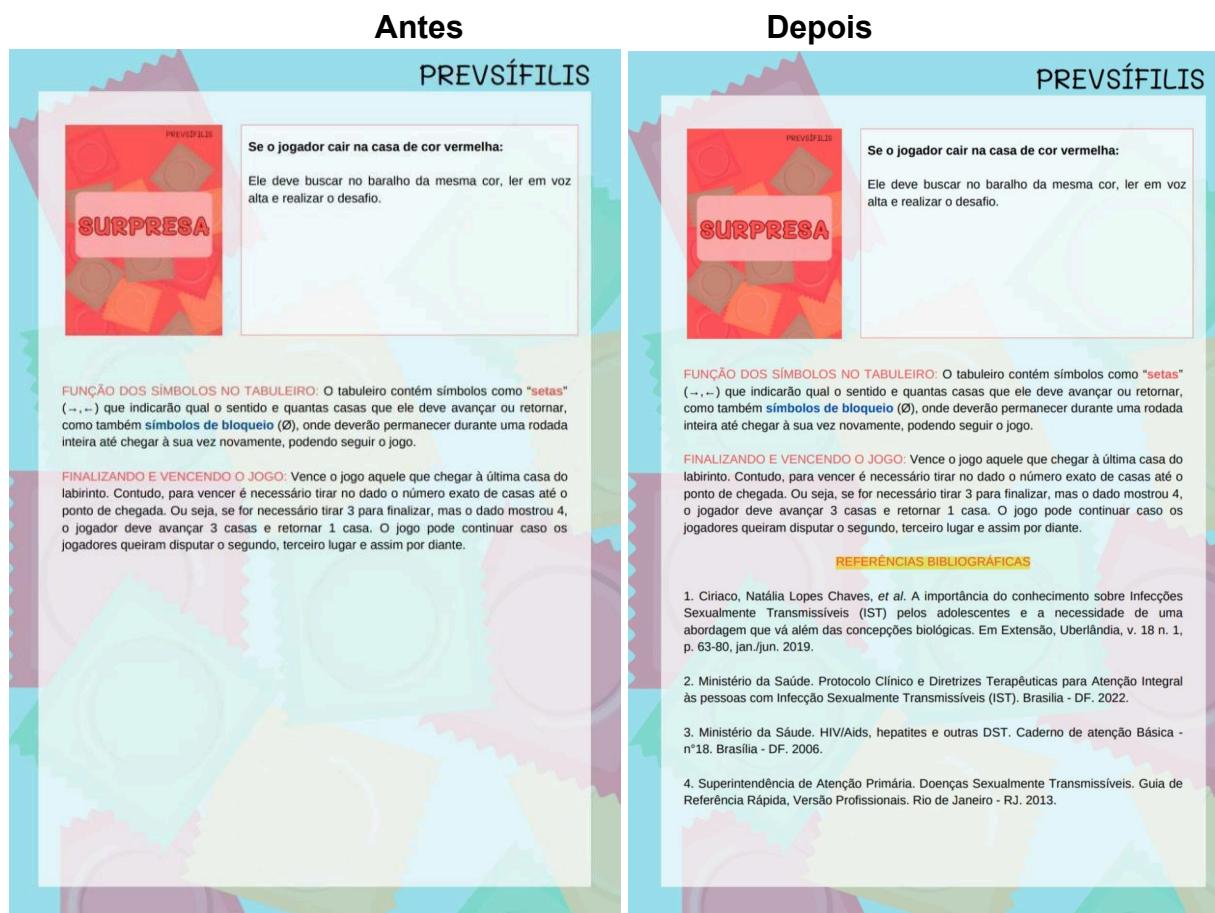 Antes
Depois
PREVSÍFILIS
PREVSÍFILIS
SURPRESA
Se o jogador cair na casa de cor vermelha:
Ele deve buscar no baralho da mesma cor, ler em voz
alta e realizar o desafio.
FUNÇÃO DOS SÍMBOLOS NO TABULEIRO: O tabuleiro contém símbolos como “setas”
(→,←) que indicarão qual o sentido e quantas casas que ele deve avançar ou retornar,
como também símbolos de bloqueio (Ø), onde deverão permanecer durante uma rodada
inteira até chegar à sua vez novamente, podendo seguir o jogo.
FINALIZANDO E VENCENDO O JOGO: Vence o jogo aquele que chegar à última casa do
labirinto. Contudo, para vencer é necessário tirar no dado o número exato de casas até o
ponto de chegada. Ou seja, se for necessário tirar 3 para finalizar, mas o dado mostrou 4,
o jogador deve avançar 3 casas e retornar 1 casa. O jogo pode continuar caso os
jogadores queiram disputar o segundo, terceiro lugar e assim por diante.
PREVSÍFILIS
PREVSÍFILIS
SURPRESA
Se o jogador cair na casa de cor vermelha:
Ele deve buscar no baralho da mesma cor, ler em voz
alta e realizar o desafio.
FUNÇÃO DOS SÍMBOLOS NO TABULEIRO: O tabuleiro contém símbolos como “setas”
(→,←) que indicarão qual o sentido e quantas casas que ele deve avançar ou retornar,
como também símbolos de bloqueio (Ø), onde deverão permanecer durante uma rodada
inteira até chegar à sua vez novamente, podendo seguir o jogo.
FINALIZANDO E VENCENDO O JOGO: Vence o jogo aquele que chegar à última casa do
labirinto. Contudo, para vencer é necessário tirar no dado o número exato de casas até o
ponto de chegada. Ou seja, se for necessário tirar 3 para finalizar, mas o dado mostrou 4,
o jogador deve avançar 3 casas e retornar 1 casa. O jogo pode continuar caso os
jogadores queiram disputar o segundo, terceiro lugar e assim por diante.
REFERÊNCIAS BIBLIOGRÁFICAS
1. Ciriaco, Natália Lopes Chaves, et al. A importância do conhecimento sobre Infecções
Sexualmente Transmissíveis (IST) pelos adolescentes e a necessidade de uma
abordagem que vá além das concepções biológicas. Em Extensão, Uberlândia, v. 18 n. 1,
p. 63-80, jan./jun. 2019.
2. Ministério da Saúde. Protocolo Clínico e Diretrizes Terapêuticas para Atenção Integral
às pessoas com Infecção Sexualmente Transmissíveis (IST). Brasilia - DF. 2022.
3. Ministério da Sáude. HIV/Aids, hepatites e outras DST. Caderno de atenção Básica -
n°18. Brasília - DF. 2006.
4. Superintendência de Atenção Primária. Doenças Sexualmente Transmissíveis. Guia de
Referência Rápida, Versão Profissionais. Rio de Janeiro - RJ. 2013.